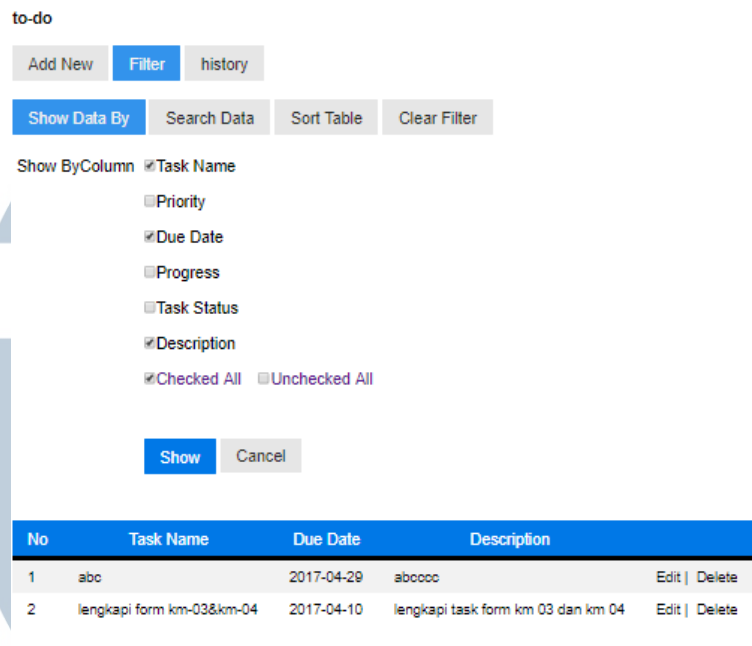 to-do
Add New Filter history
Show Data By Search Data Sort Table Clear Filter
Show ByColumn Task Name
Priority
Due Date
Progress
Task Status
Description
Checked All Unchecked All
Show Cancel
No Task Name Due Date Description
1 abc 2017-04-29 abcccc Edit | Delete
2 lengkapi form km-03&km-04 2017-04-10 lengkapi task form km 03 dan km 04 Edit | Delete